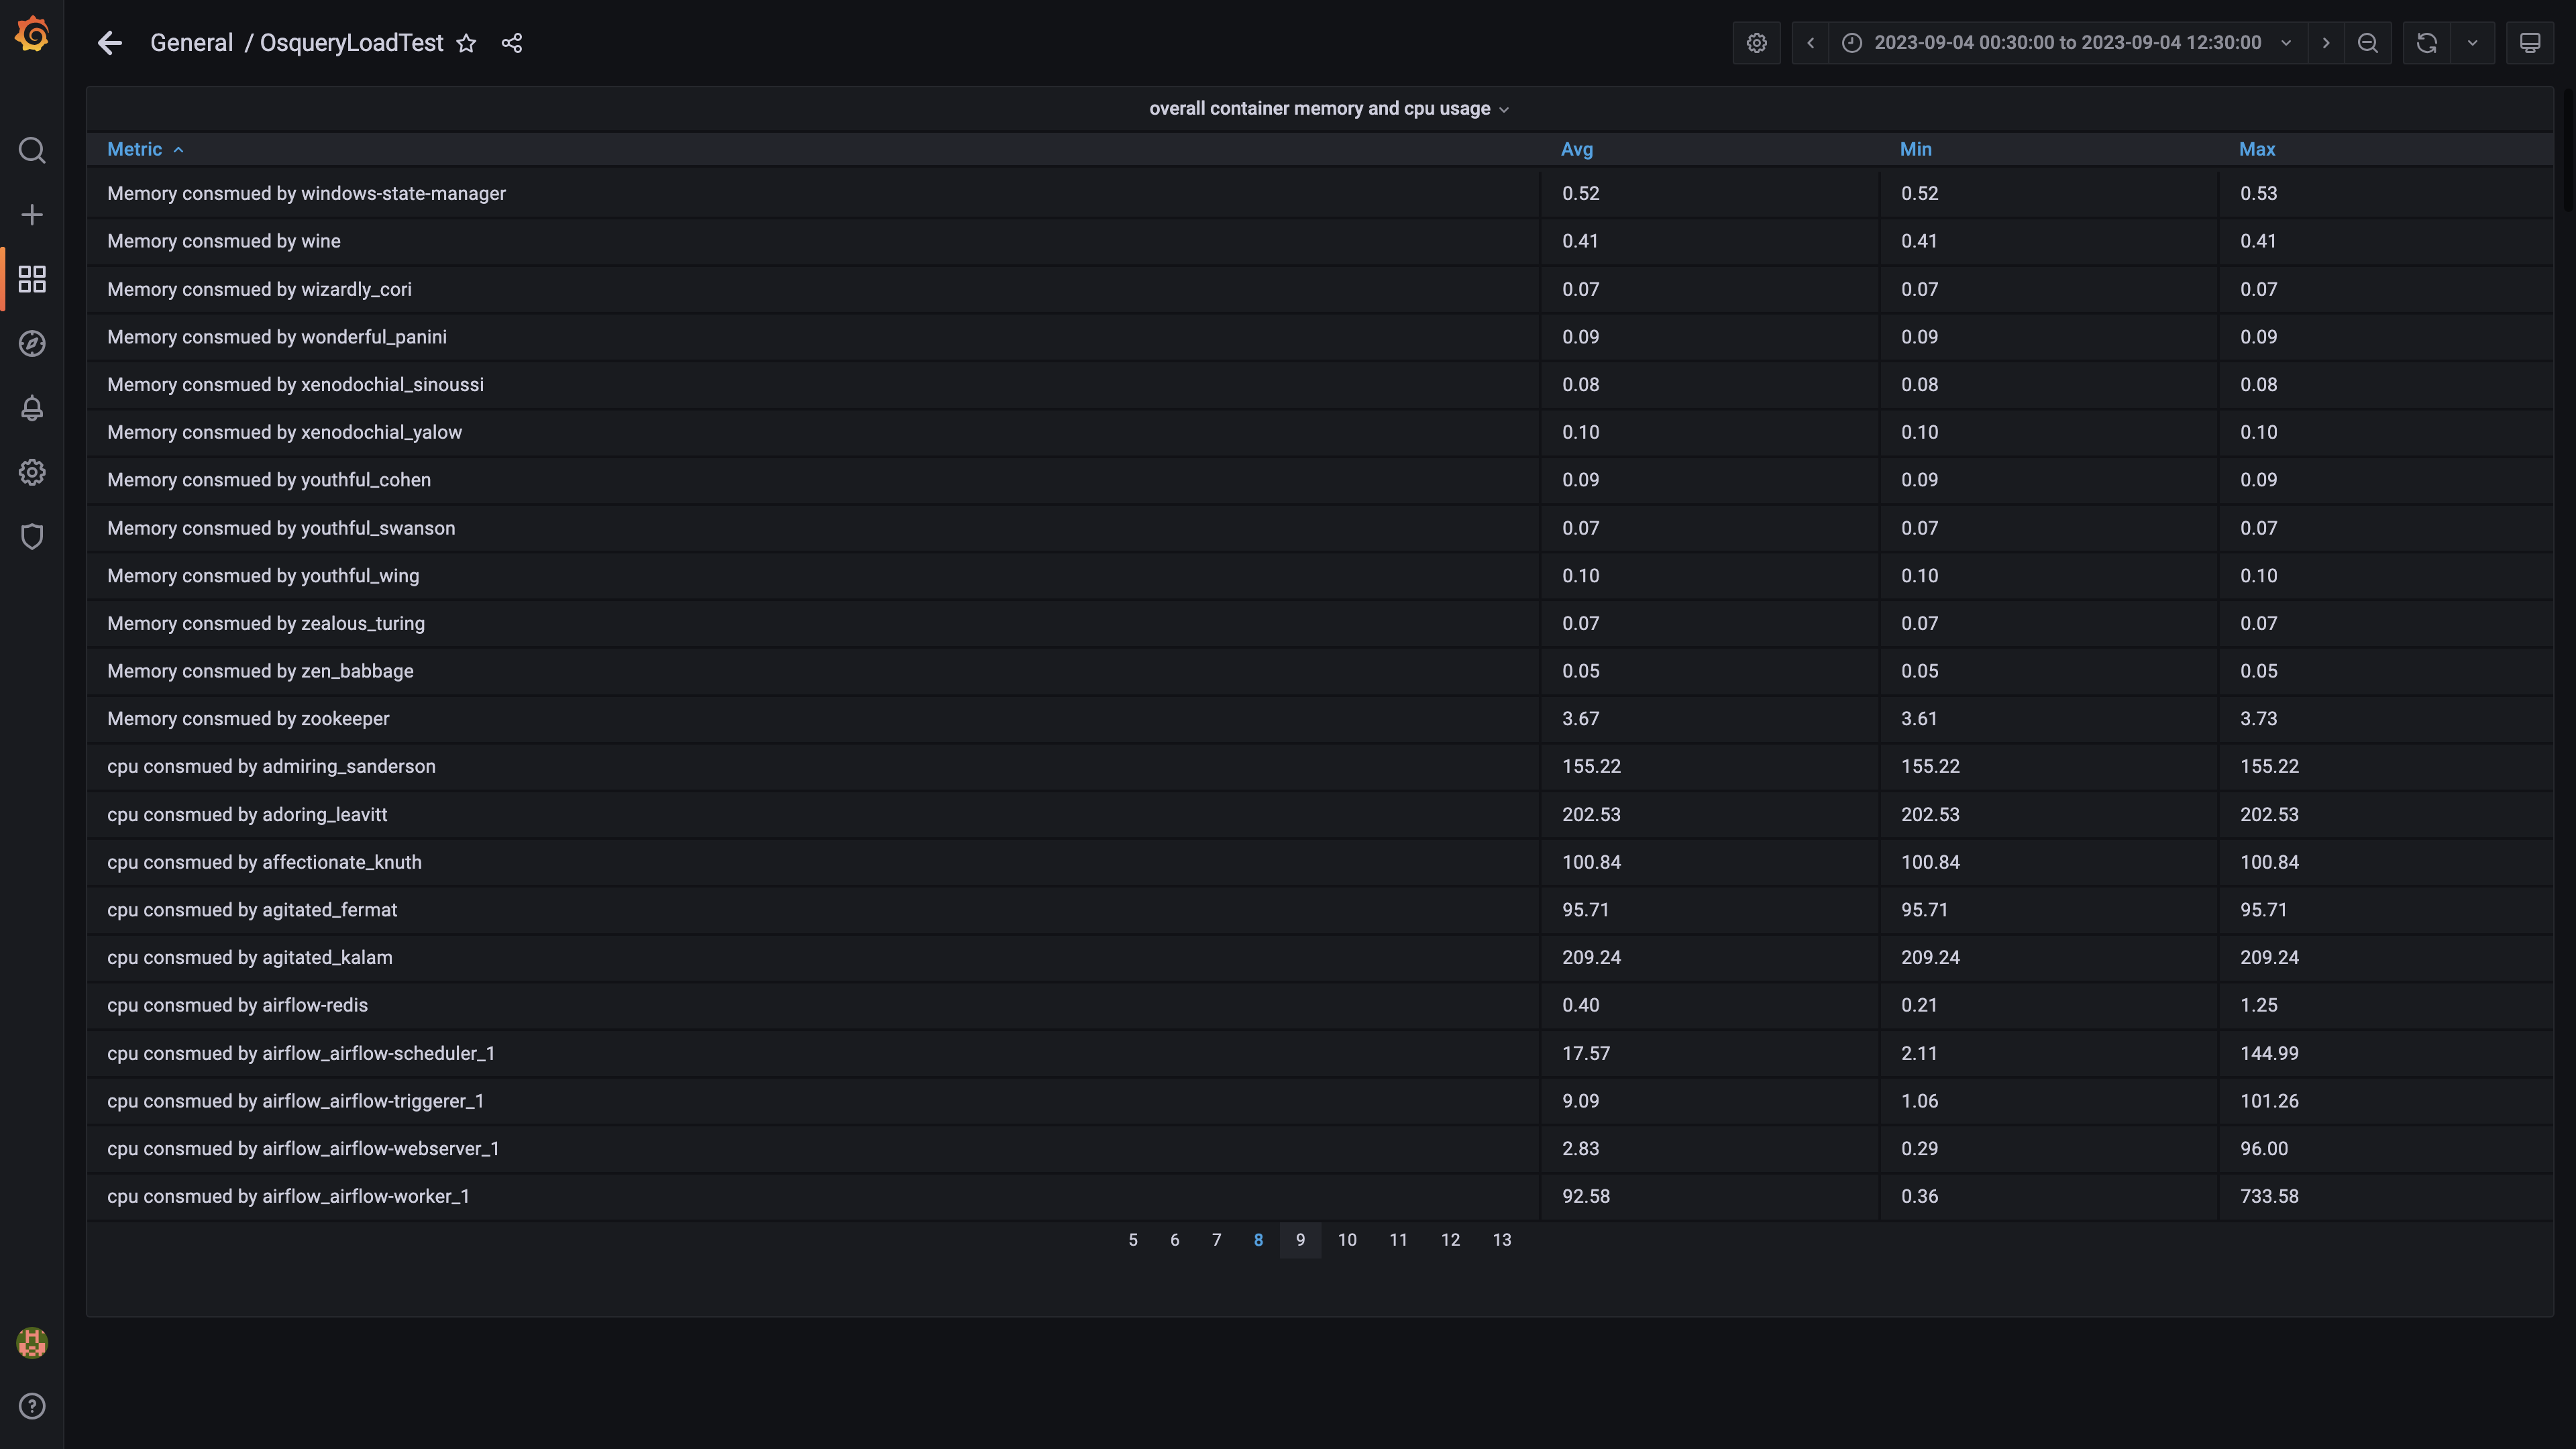 General / OsqueryLoadTest
2023-09-04 00:30:00 to 2023-09-04 12:30:00
overall container memory and cpu usage
Metric Avg Min Max
Memory consmued by windows-state-manager 0.52 0.52 0.53
Memory consmued by wine 0.41 0.41 0.41
Memory consmued by wizardly_cori 0.07 0.07 0.07
Memory consmued by wonderful_panini 0.09 0.09 0.09
Memory consmued by xenodochial_sinoussi 0.08 0.08 0.08
Memory consmued by xenodochial_yalow 0.10 0.10 0.10
Memory consmued by youthful_cohen 0.09 0.09 0.09
Memory consmued by youthful_swanson 0.07 0.07 0.07
Memory consmued by youthful_wing 0.10 0.10 0.10
Memory consmued by zealous_turing 0.07 0.07 0.07
Memory consmued by zen_babbage 0.05 0.05 0.05
Memory consmued by zookeeper 3.67 3.61 3.73
cpu consmued by admiring_sanderson 155.22 155.22 155.22
cpu consmued by adoring_leavitt 202.53 202.53 202.53
cpu consmued by affectionate_knuth 100.84 100.84 100.84
cpu consmued by agitated_fermat 95.71 95.71 95.71
cpu consmued by agitated_kalam 209.24 209.24 209.24
cpu consmued by airflow-redis 0.40 0.21 1.25
cpu consmued by airflow_airflow-scheduler_1 17.57 2.11 144.99
cpu consmued by airflow_airflow-triggerer_1 9.09 1.06 101.26
cpu consmued by airflow_airflow-webserver_1 2.83 0.29 96.00
cpu consmued by airflow_airflow-worker_1 92.58 0.36 733.58
5 6 7 8 9 10 11 12 13